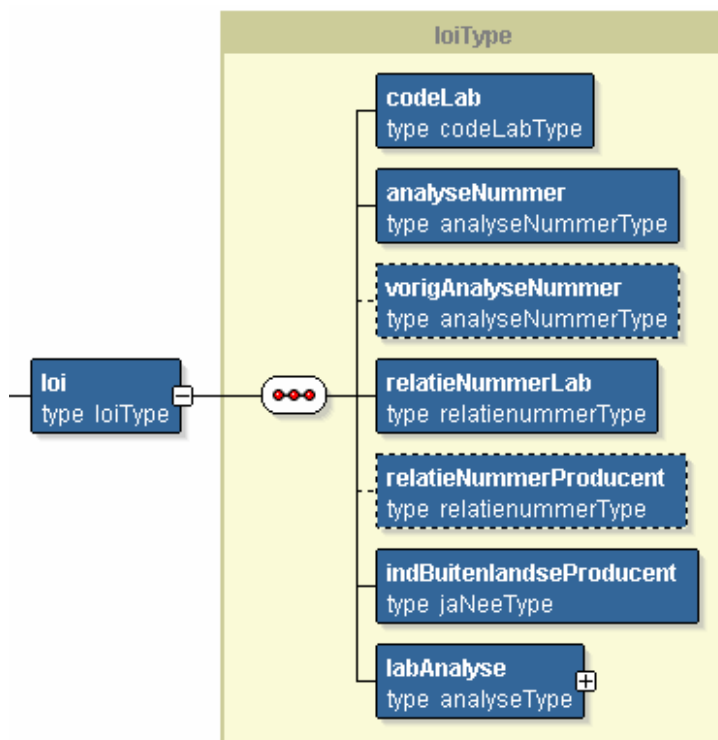 loiType
codeLab
type codeLabType
analyseNummer
type analyseNummerType
vorigAnalyseNummer
type analyseNummerType
loi
type loiType
relatieNummerLab
type relatienummerType
relatieNummerProducent
type relatienummerType
indBuitenlandseProducent
type jaNeeType
labAnalyse
type analyseType